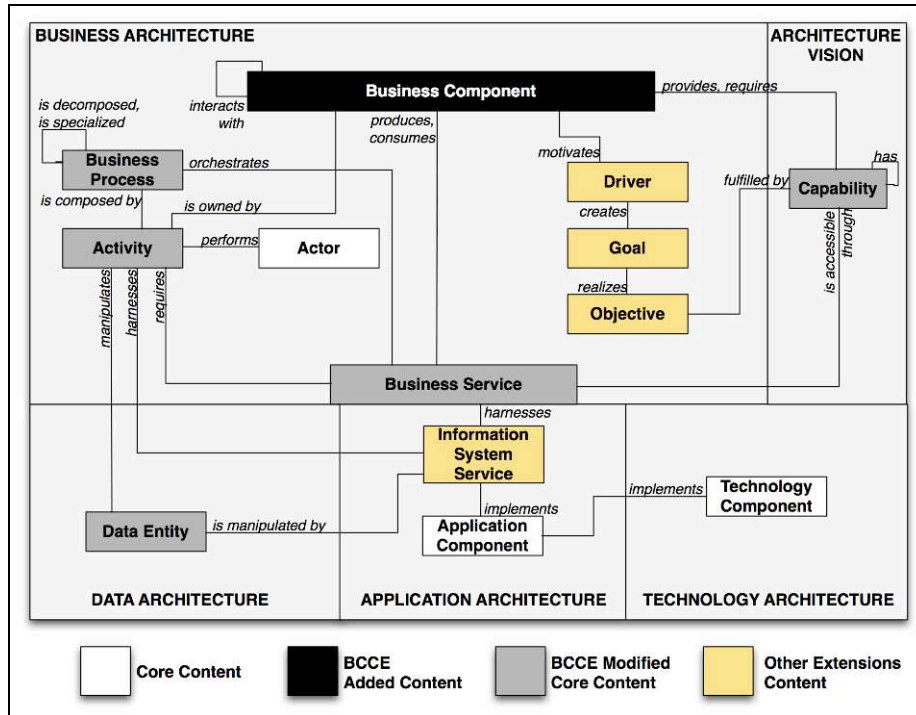 BUSINESS ARCHITECTURE
ARCHITECTURE
VISION
Business Component
provides, requires
interacts
with
is decomposed,
is specialized
produces,
consumes
Business
Process
orchestrates
motivates
Driver
fulfilled by
has
Capability
is composed by
is owned by
creates
is accessible
through
Activity
performs
Actor
Goal
manipulates
harnesses
requires
realizes
Objective
Business Service
harnesses
Information
System
Service
implements
Technology
Component
implements
Data Entity
is manipulated by
Application
Component
DATA ARCHITECTURE
APPLICATION ARCHITECTURE
TECHNOLOGY ARCHITECTURE
Core Content
BCCE
Added Content
BCCE Modified
Core Content
Other Extensions
Content